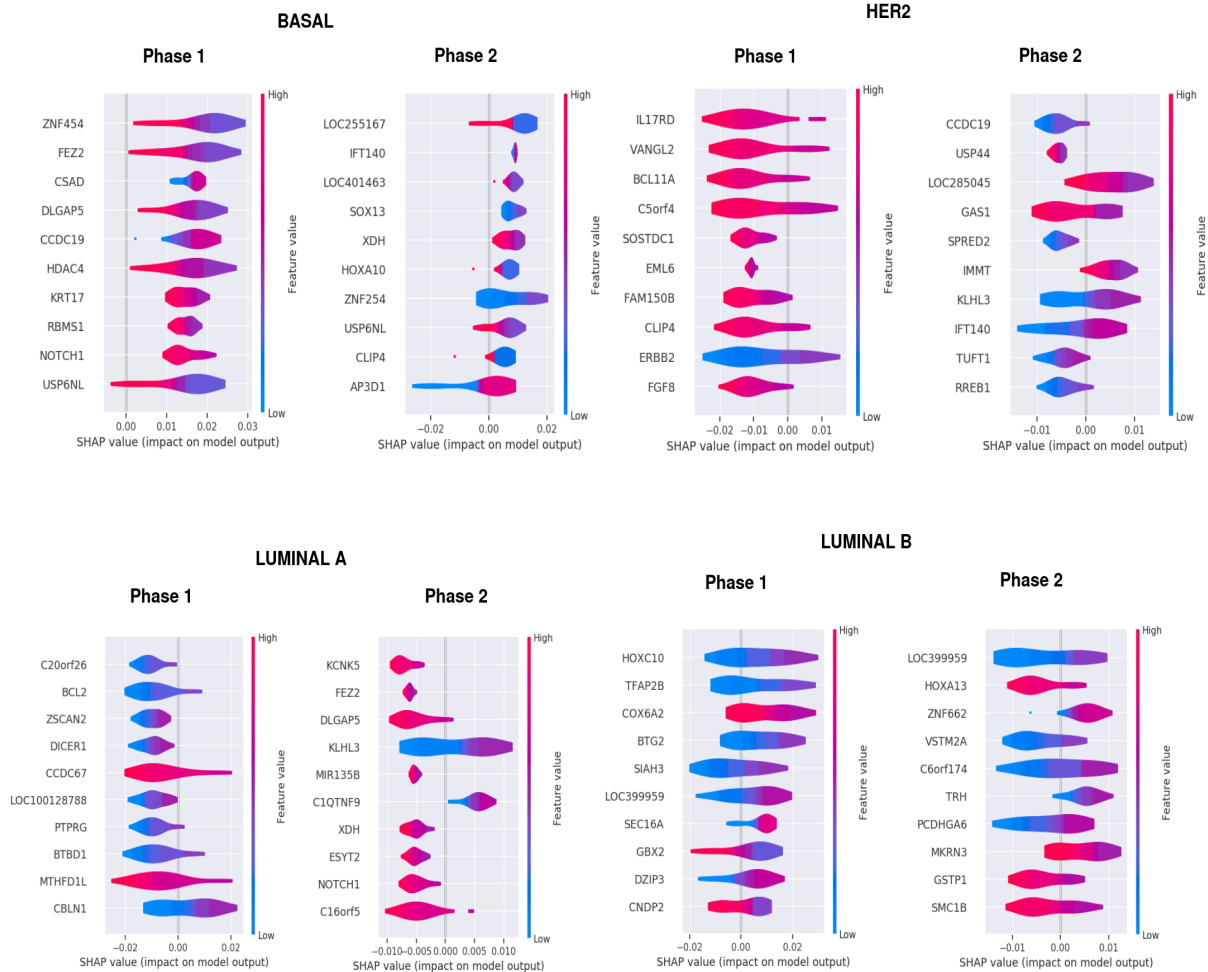 BASAL
Phase 1
High
ZNF454
FEZ2
CSAD
DLGAP5
CCDC19
HDAC4
KRT17
RBMS1
NOTCH1
USP6NL
Low
Feature value
0.00 0.01 0.02 0.03
SHAP value (impact on model output)
Phase 2
High
LOC255167
IFT140
LOC401463
SOX13
XDH
HOXA10
ZNF254
USP6NL
CLIP4
AP3D1
Low
Feature value
−0.02 0.00 0.02
SHAP value (impact on model output)
HER2
Phase 1
High
IL17RD
VANGL2
BCL11A
C5orf4
SOSTDC1
EML6
FAM150B
CLIP4
ERBB2
FGF8
Low
Feature value
−0.02 −0.01 0.00 0.01
SHAP value (impact on model output)
Phase 2
High
CCDC19
USP44
LOC285045
GAS1
SPRED2
IMMT
KLHL3
IFT140
TUFT1
RREB1
Low
Feature value
−0.01 0.00 0.01
SHAP value (impact on model output)
LUMINAL A
Phase 1
High
C20orf26
BCL2
ZSCAN2
DICER1
CCDC67
LOC100128788
PTPRG
BTBD1
MTHFD1L
CBLN1
Low
Feature value
−0.02 0.00 0.02
SHAP value (impact on model output)
Phase 2
High
KCNK5
FEZ2
DLGAP5
KLHL3
MIR135B
C1QTNF9
XDH
ESYT2
NOTCH1
C16orf5
Low
Feature value
−0.010 −0.005 0.000 0.005 0.010
SHAP value (impact on model output)
LUMINAL B
Phase 1
High
HOXC10
TFAP2B
COX6A2
BTG2
SIAH3
LOC399959
SEC16A
GBX2
DZIP3
CNDP2
Low
Feature value
−0.02 0.00 0.02
SHAP value (impact on model output)
Phase 2
High
LOC399959
HOXA13
ZNF662
VSTM2A
C6orf174
TRH
PCDHGA6
MKRN3
GSTP1
SMC1B
Low
Feature value
−0.01 0.00 0.01
SHAP value (impact on model output)